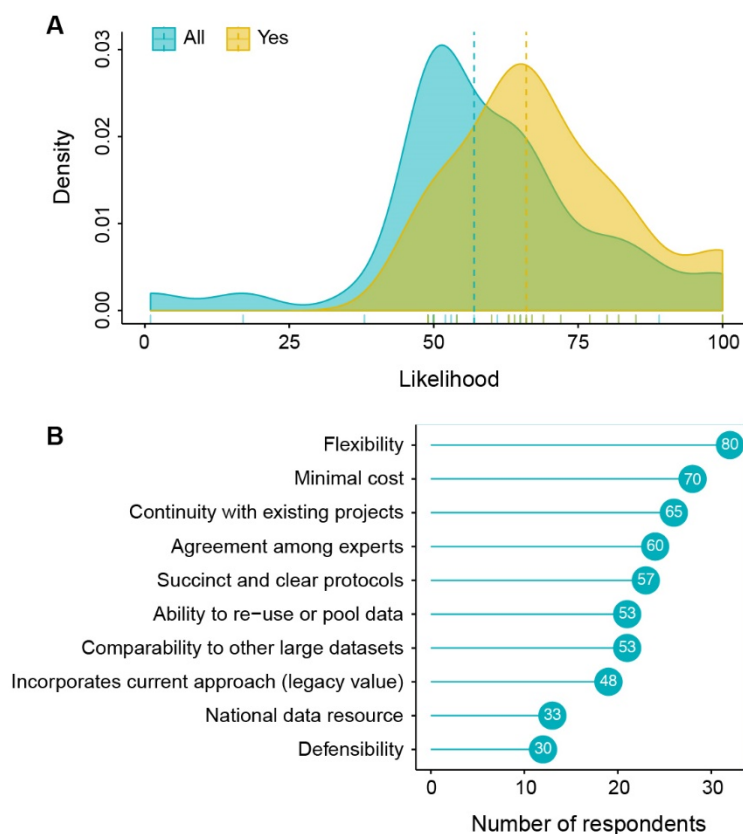 A
All Yes
Density
0.03
0.02
0.01
0.00
0 25 50 75 100
Likelihood
B
Flexibility 80
Minimal cost 70
Continuity with existing projects 65
Agreement among experts 60
Succinct and clear protocols 57
Ability to re−use or pool data 53
Comparability to other large datasets 53
Incorporates current approach (legacy value) 48
National data resource 33
Defensibility 30
0 10 20 30
Number of respondents